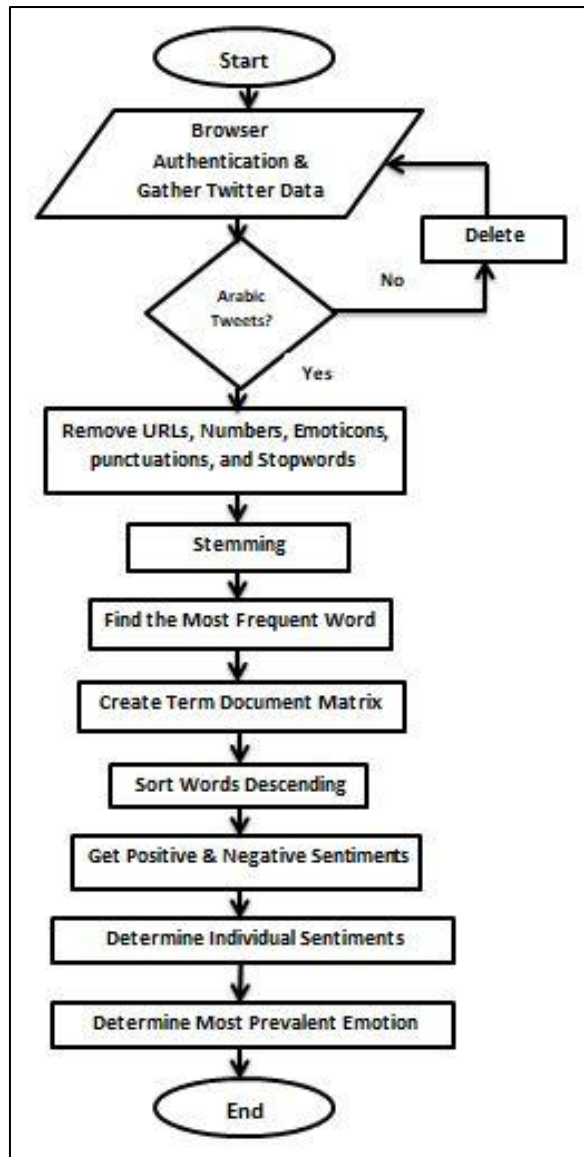 Start
Browser
Authentication &
Gather Twitter Data
Delete
Arabic
Tweets?
No
Yes
Remove URLs, Numbers, Emoticons,
punctuations, and Stopwords
Stemming
Find the Most Frequent Word
Create Term Document Matrix
Sort Words Descending
Get Positive & Negative Sentiments
Determine Individual Sentiments
Determine Most Prevalent Emotion
End